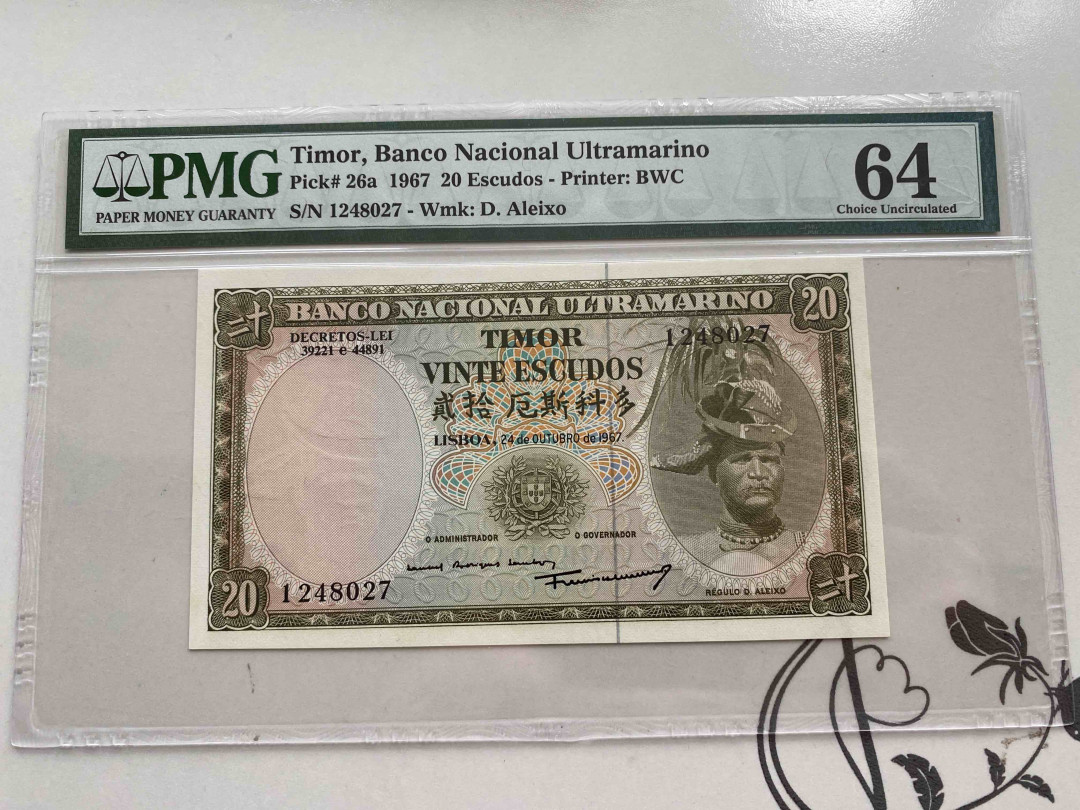 PMG
PAPER MONEY GUARANTY
Timor, Banco Nacional Ultramarino
Pick# 26a 1967 20 Escudos - Printer: BWC
S/N 1248027 - Wmk: D. Aleixo
64
Choice Uncirculated
二十
BANCO NACIONAL ULTRAMARINO
20
DECRETOS-LEI
39221 e 44891
TIMOR
1248027
VINTE ESCUDOS
貳拾 厄斯科多
LISBOA, 24 de OUTUBRO de 1967.
O ADMINISTRADOR
O GOVERNADOR
20
1248027
RÉGULO D. ALEIXO
二十